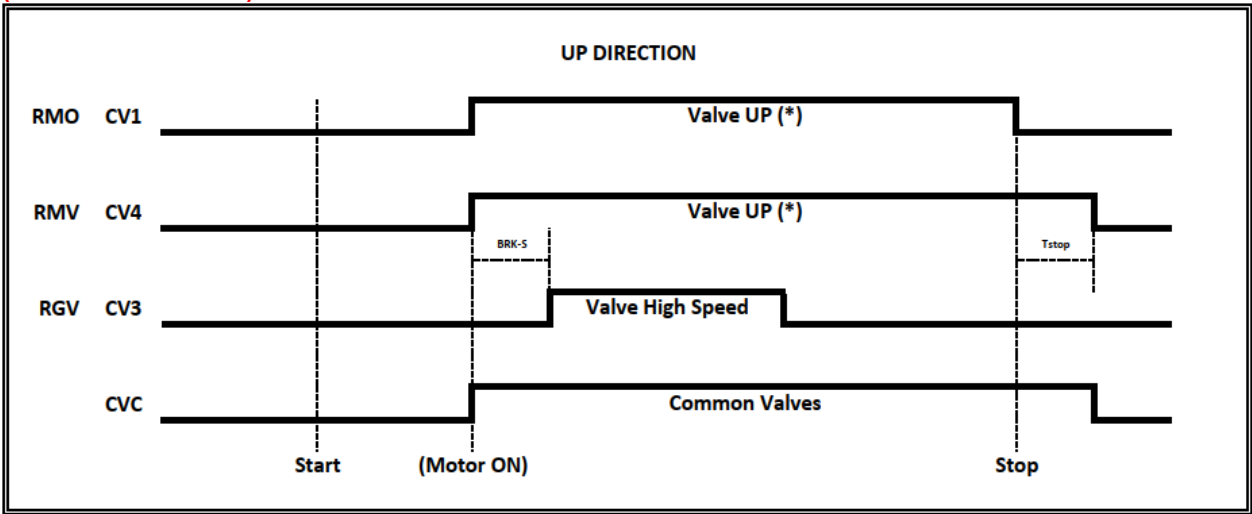 UP DIRECTION
RMO CV1 Valve UP (*)
RMV CV4 Valve UP (*)
BRK-S Tstop
RGV CV3 Valve High Speed
CVC Common Valves
Start (Motor ON) Stop